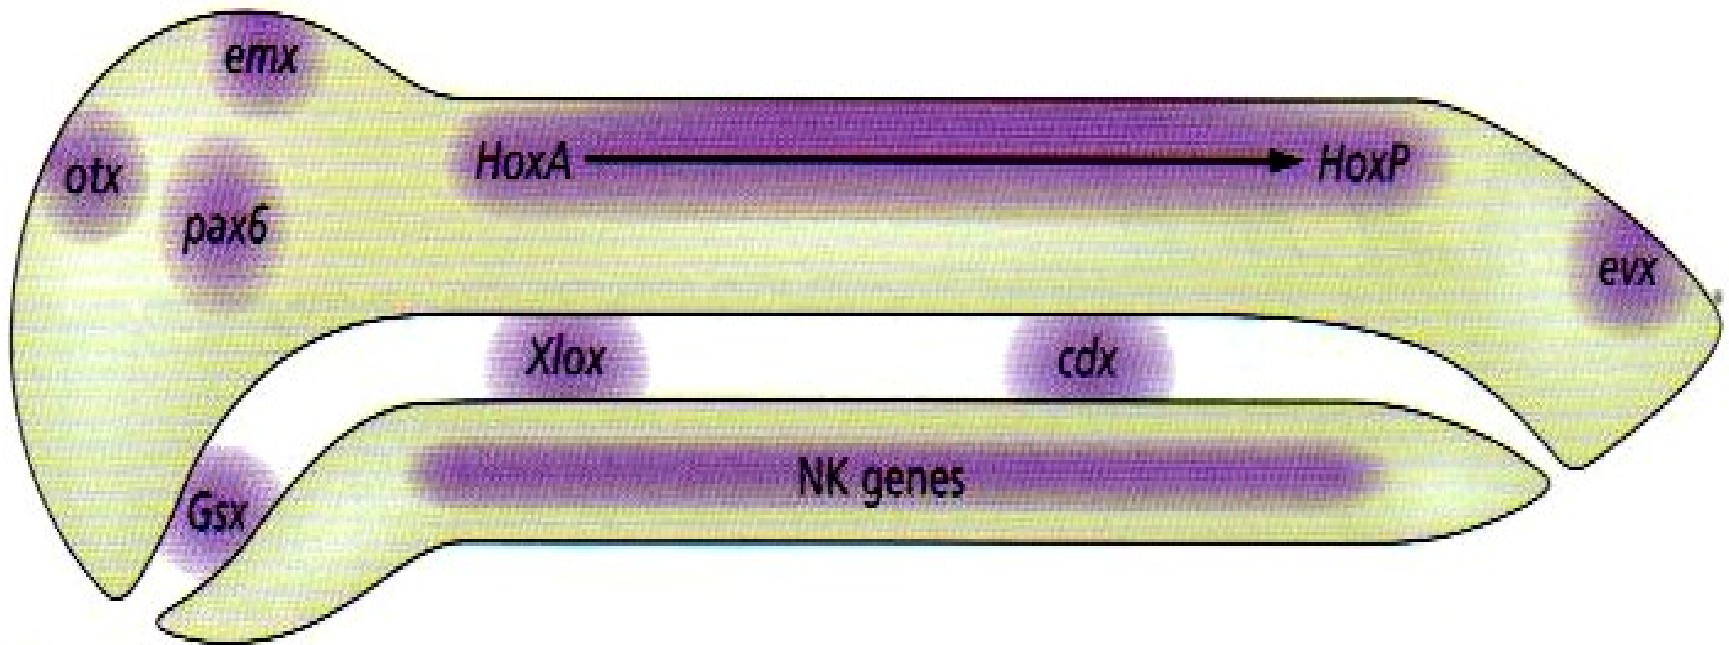 emx
otx
pax6
HoxA
HoxP
evx
Xlox
cdx
Gsx
NK genes